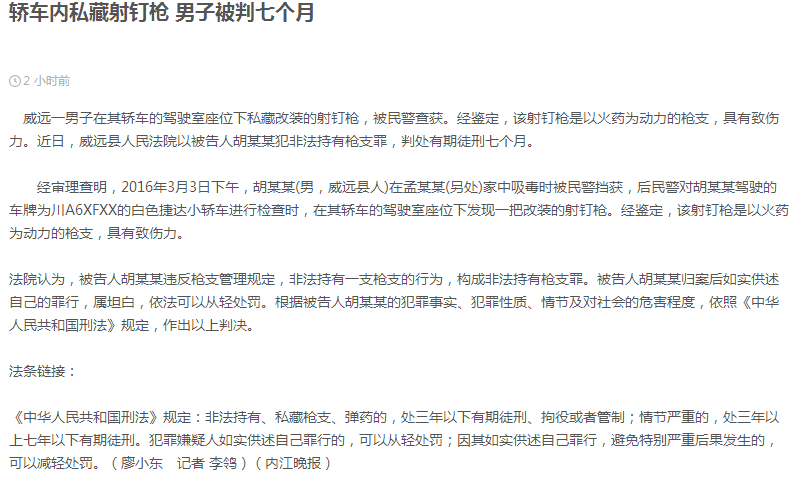 轿车内私藏射钉枪 男子被判七个月
2 小时前
威远一男子在其轿车的驾驶室座位下私藏改装的射钉枪，被民警查获。经鉴定，该射钉枪是以火药为动力的枪支，具有致伤
力。近日，威远县人民法院以被告人胡某某犯非法持有枪支罪，判处有期徒刑七个月。
经审理查明，2016年3月3日下午，胡某某(男，威远县人)在孟某某(另处)家中吸毒时被民警挡获，后民警对胡某某驾驶的
车牌为川A6XFXX的白色捷达小轿车进行检查时，在其轿车的驾驶室座位下发现一把改装的射钉枪。经鉴定，该射钉枪是以火药
为动力的枪支，具有致伤力。
法院认为，被告人胡某某违反枪支管理规定，非法持有一支枪支的行为，构成非法持有枪支罪。被告人胡某某归案后如实供述
自己的罪行，属坦白，依法可以从轻处罚。根据被告人胡某某的犯罪事实、犯罪性质、情节及对社会的危害程度，依照《中华
人民共和国刑法》规定，作出以上判决。
法条链接：
《中华人民共和国刑法》规定：非法持有、私藏枪支、弹药的，处三年以下有期徒刑、拘役或者管制；情节严重的，处三年以
上七年以下有期徒刑。犯罪嫌疑人如实供述自己罪行的，可以从轻处罚；因其如实供述自己罪行，避免特别严重后果发生的，
可以减轻处罚。（廖小东　记者 李鸰）（内江晚报）